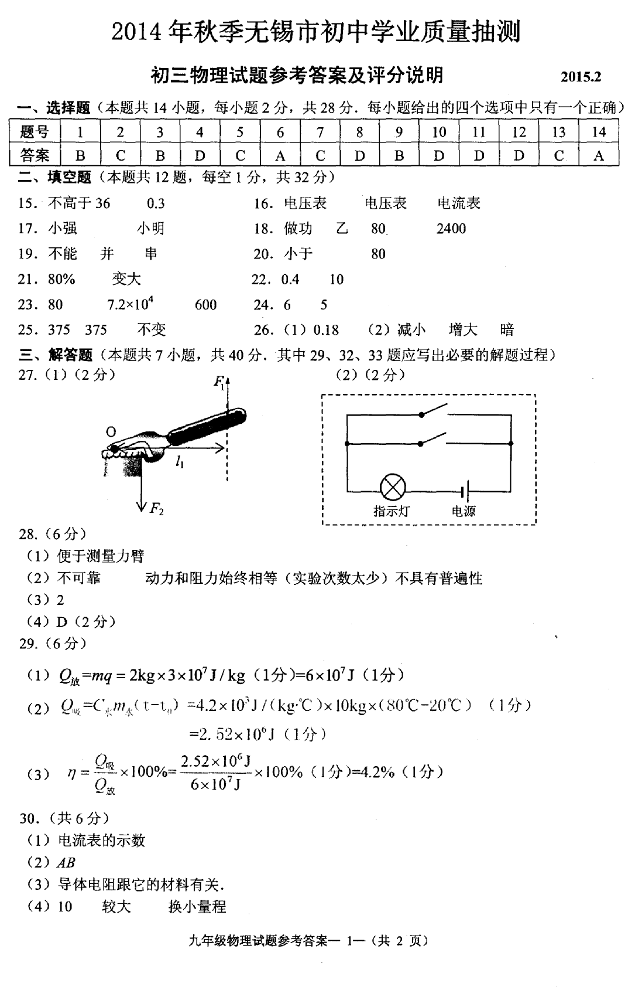 2014年秋季无锡市初中学业质量抽测
初三物理试题参考答案及评分说明 2015.2
一、选择题（本题共 14 小题，每小题 2 分，共 28 分．每小题给出的四个选项中只有一个正确）
题号 1 2 3 4 5 6 7 8 9 10 11 12 13 14
答案 B C B D C A C D B D D D C A
二、填空题（本题共 12 题，每空 1 分，共 32 分）
15．不高于 36 0.3 16．电压表 电压表 电流表
17．小强 小明 18．做功 乙 80 2400
19．不能 并 串 20．小于 80
21．80% 变大 22．0.4 10
23．80 7.2×10⁴ 600 24．6 5
25．375 375 不变 26.（1）0.18 （2）减小 增大 暗
三、解答题（本题共 7 小题，共 40 分．其中 29、32、33 题应写出必要的解题过程）
27.（1）（2 分） （2）（2 分）
F₁
O
l₁
F₂
指示灯 电源
28.（6 分）
（1）便于测量力臂
（2）不可靠 动力和阻力始终相等（实验次数太少）不具有普遍性
（3）2
（4）D（2 分）
29.（6 分）
（1）Q放=mq = 2kg×3×10⁷J/kg（1分）=6×10⁷J（1分）
（2）Q吸=C水m水(t-t₀) =4.2×10³J/(kg·℃)×10kg×(80℃-20℃) （1分）
=2.52×10⁶J（1分）
（3） η = Q吸/Q放 ×100%= 2.52×10⁶J/6×10⁷J ×100%（1分）=4.2%（1分）
30．（共 6 分）
（1）电流表的示数
（2）AB
（3）导体电阻跟它的材料有关．
（4）10 较大 换小量程
九年级物理试题参考答案— 1—（共 2 页）